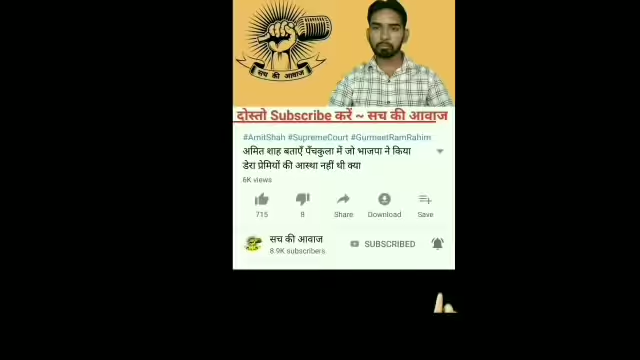 सच की आवाज
दोस्तो Subscribe करें ~ सच की आवाज
#AmitShah #SupremeCourt #GurmeetRamRahim
अमित शाह बताएँ पँचकुला में जो भाजपा ने किया
डेरा प्रेमियों की आस्था नहीं थी क्या
6K views
715 8 Share Download Save
सच की आवाज SUBSCRIBED
8.9K subscribers